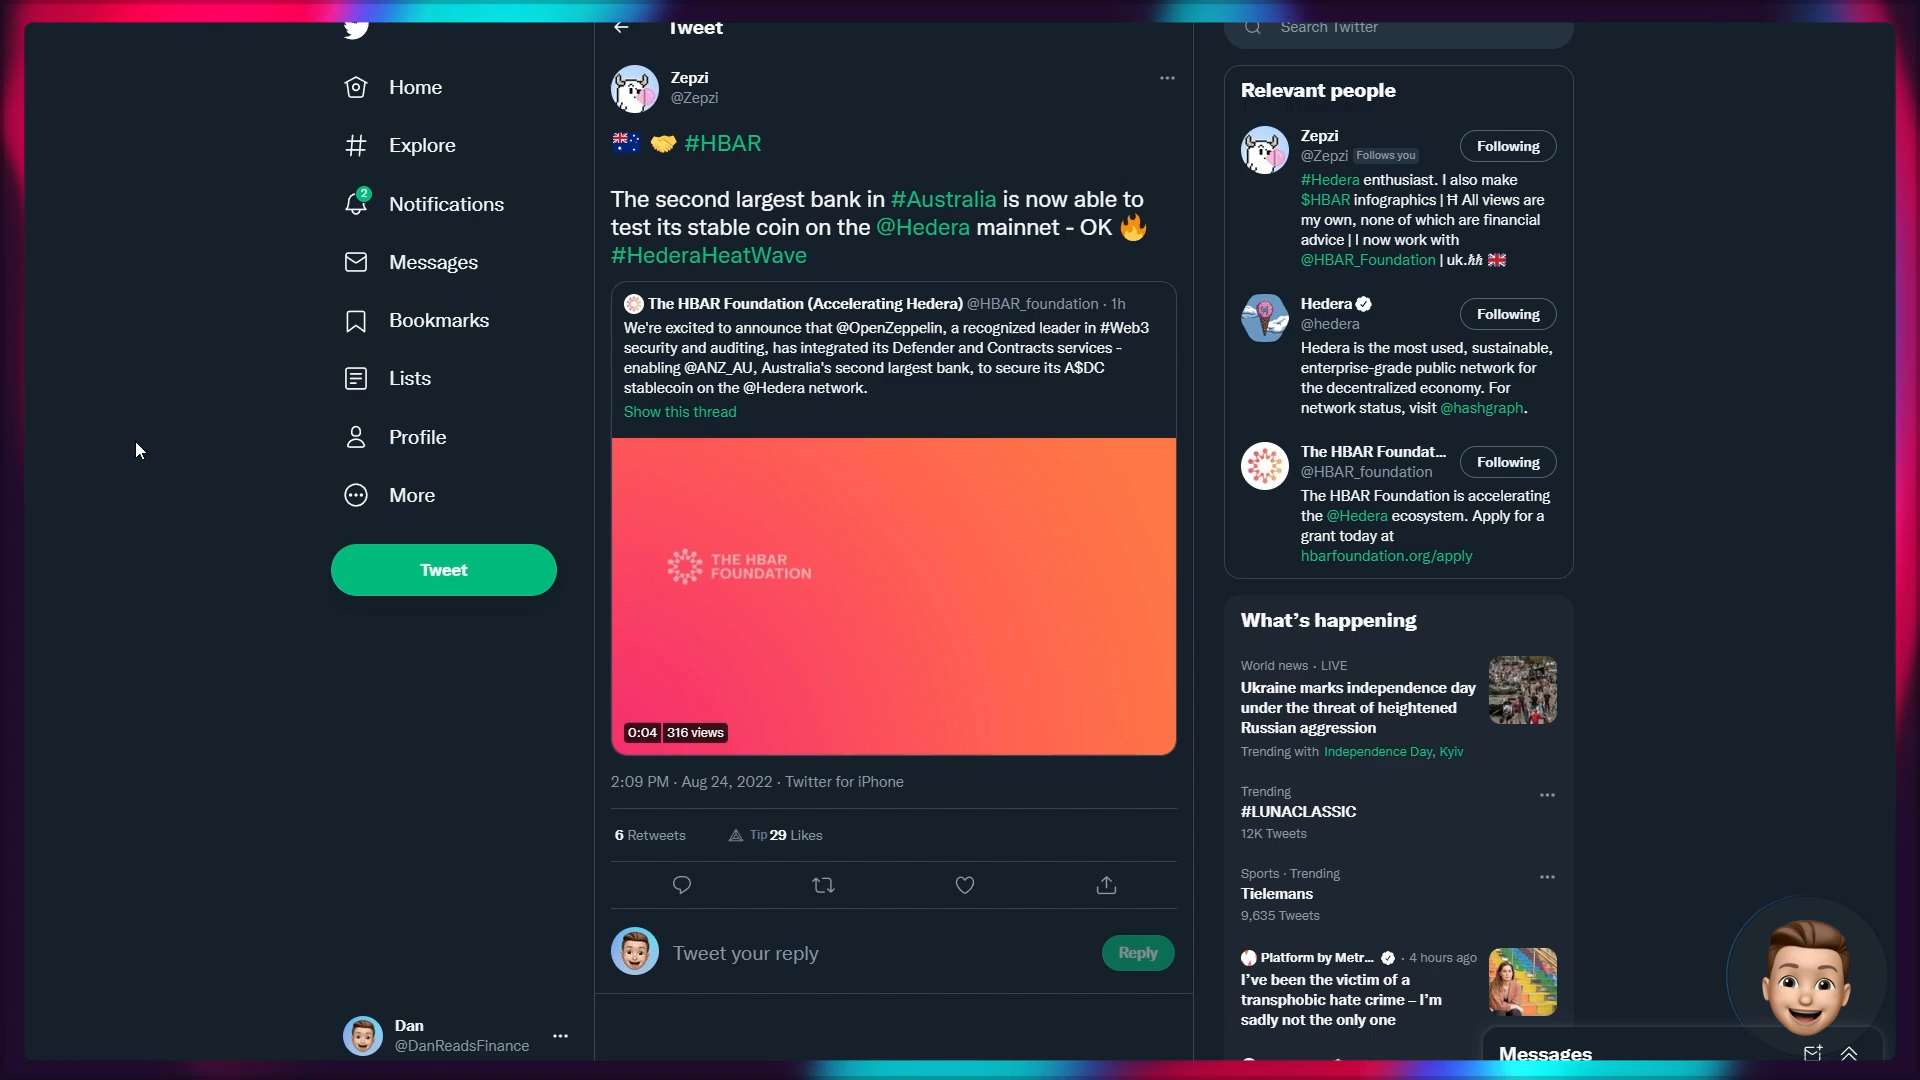 Home
Explore
2
Notifications
Messages
Bookmarks
Lists
Profile
More
Tweet
Dan
@DanReadsFinance
Tweet
Zepzi
@Zepzi
#HBAR
The second largest bank in #Australia is now able to
test its stable coin on the @Hedera mainnet - OK 🔥
#HederaHeatWave
The HBAR Foundation (Accelerating Hedera) @HBAR_foundation · 1h
We're excited to announce that @OpenZeppelin, a recognized leader in #Web3
security and auditing, has integrated its Defender and Contracts services -
enabling @ANZ_AU, Australia's second largest bank, to secure its A$DC
stablecoin on the @Hedera network.
Show this thread
THE HBAR
FOUNDATION
0:04 316 views
2:09 PM · Aug 24, 2022 · Twitter for iPhone
6 Retweets Tip 29 Likes
Tweet your reply
Reply
Search Twitter
Relevant people
Zepzi
@Zepzi Follows you
Following
#Hedera enthusiast. I also make
$HBAR infographics | Ħ All views are
my own, none of which are financial
advice | I now work with
@HBAR_Foundation | uk.ℏℏ 🇬🇧
Hedera
@hedera
Following
Hedera is the most used, sustainable,
enterprise-grade public network for
the decentralized economy. For
network status, visit @hashgraph.
The HBAR Foundat...
@HBAR_foundation
Following
The HBAR Foundation is accelerating
the @Hedera ecosystem. Apply for a
grant today at
hbarfoundation.org/apply
What's happening
World news · LIVE
Ukraine marks independence day
under the threat of heightened
Russian aggression
Trending with Independence Day, Kyiv
Trending
#LUNACLASSIC
12K Tweets
Sports · Trending
Tielemans
9,635 Tweets
Platform by Metr... · 4 hours ago
I've been the victim of a
transphobic hate crime – I'm
sadly not the only one
Messages